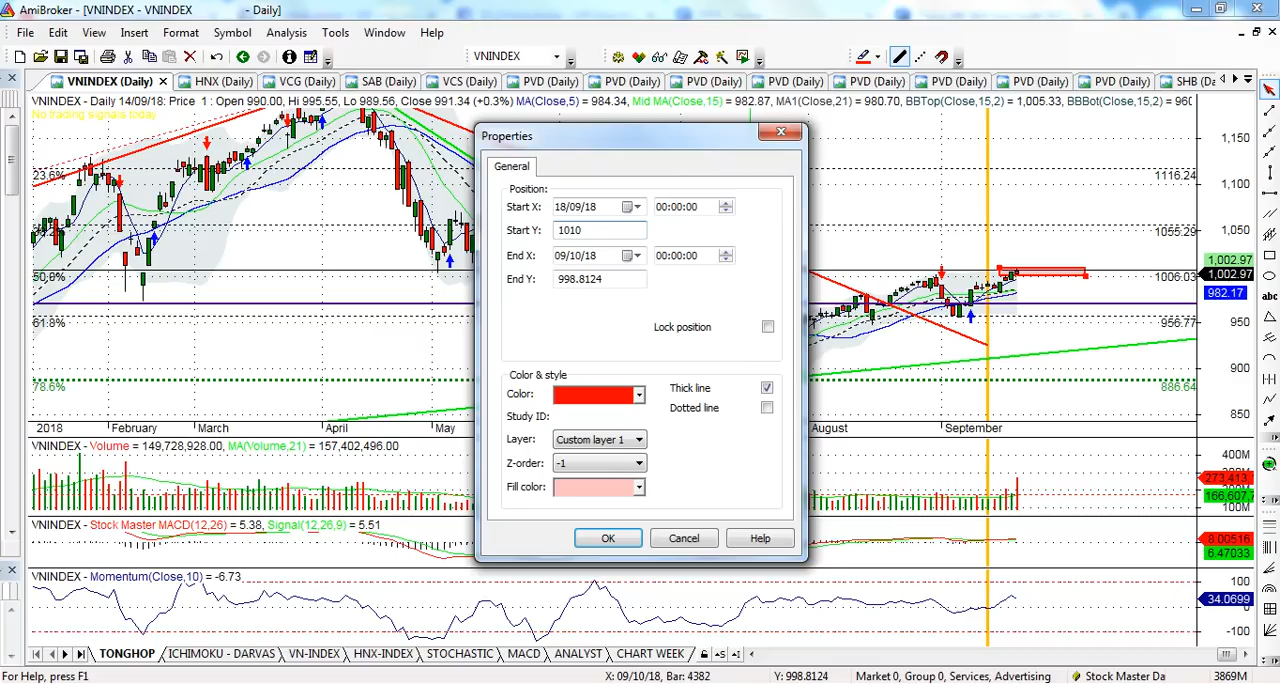 AmiBroker - [VNINDEX - VNINDEX - Daily]
File Edit View Insert Format Symbol Analysis Tools Window Help
VNINDEX
VNINDEX (Daily) HNX (Daily) VCG (Daily) SAB (Daily) VCS (Daily) PVD (Daily) PVD (Daily) PVD (Daily) PVD (Daily) PVD (Daily) PVD (Daily) PVD (Daily) PVD (Daily) SHB (Da
VNINDEX - Daily 14/09/18: Price 1 : Open 990.00, Hi 995.55, Lo 989.56, Close 991.34 (+0.3%) MA(Close,5) = 984.34, Mid MA(Close,15) = 982.87, MA1(Close,21) = 980.70, BBTop(Close,15,2) = 1,005.33, BBBot(Close,15,2) = 960
No trading signals today
1,150
23.6%
1116.24
1,100
1055.26
1,050
1,002.97
50.0%
1006.03
1,002.97
982.17
61.8%
956.77
950
900
78.6%
886.64
850
2018 February March April May August September
Properties
General
Position:
Start X: 18/09/18 00:00:00
Start Y: 1010
End X: 09/10/18 00:00:00
End Y: 998.8124
Lock position
Color & style
Color:
Thick line
Study ID:
Dotted line
Layer: Custom layer 1
Z-order: -1
Fill color:
OK Cancel Help
abc
VNINDEX - Volume = 149,728,928.00, MA(Volume,21) = 157,402,496.00
400M
273,413
166,607,7
100M
VNINDEX - Stock Master MACD(12,26) = 5.38, Signal(12,26,9) = 5.51
8.00516
6.47033
VNINDEX - Momentum(Close,10) = -6.73
100
34.0699
-100
TONGHOP ICHIMOKU - DARVAS VN-INDEX HNX-INDEX STOCHASTIC MACD ANALYST CHART WEEK
For Help, press F1 X: 09/10/18, Bar: 4382 Y: 998.8124 Market 0, Group 0, Services, Advertising Stock Master Da 3869M